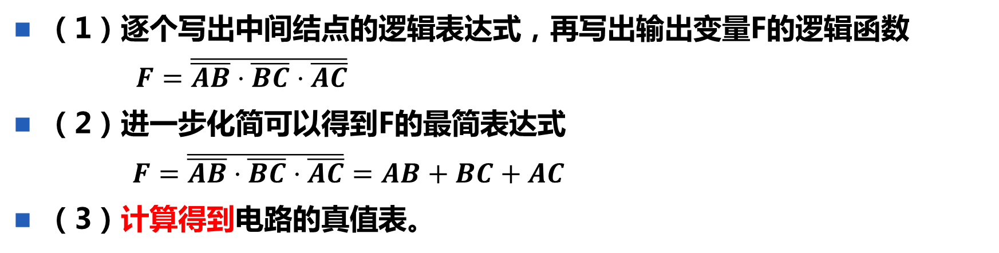 ■ （1）逐个写出中间结点的逻辑表达式，再写出输出变量F的逻辑函数
$F = \overline{\overline{AB} \cdot \overline{BC} \cdot \overline{AC}}$
■ （2）进一步化简可以得到F的最简表达式
$F = \overline{\overline{AB} \cdot \overline{BC} \cdot \overline{AC}} = AB + BC + AC$
■ （3）计算得到电路的真值表。